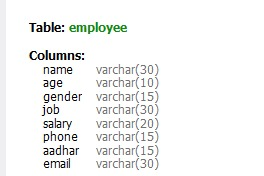 Table: employee
Columns:
name varchar(30)
age varchar(10)
gender varchar(15)
job varchar(30)
salary varchar(20)
phone varchar(15)
aadhar varchar(15)
email varchar(30)